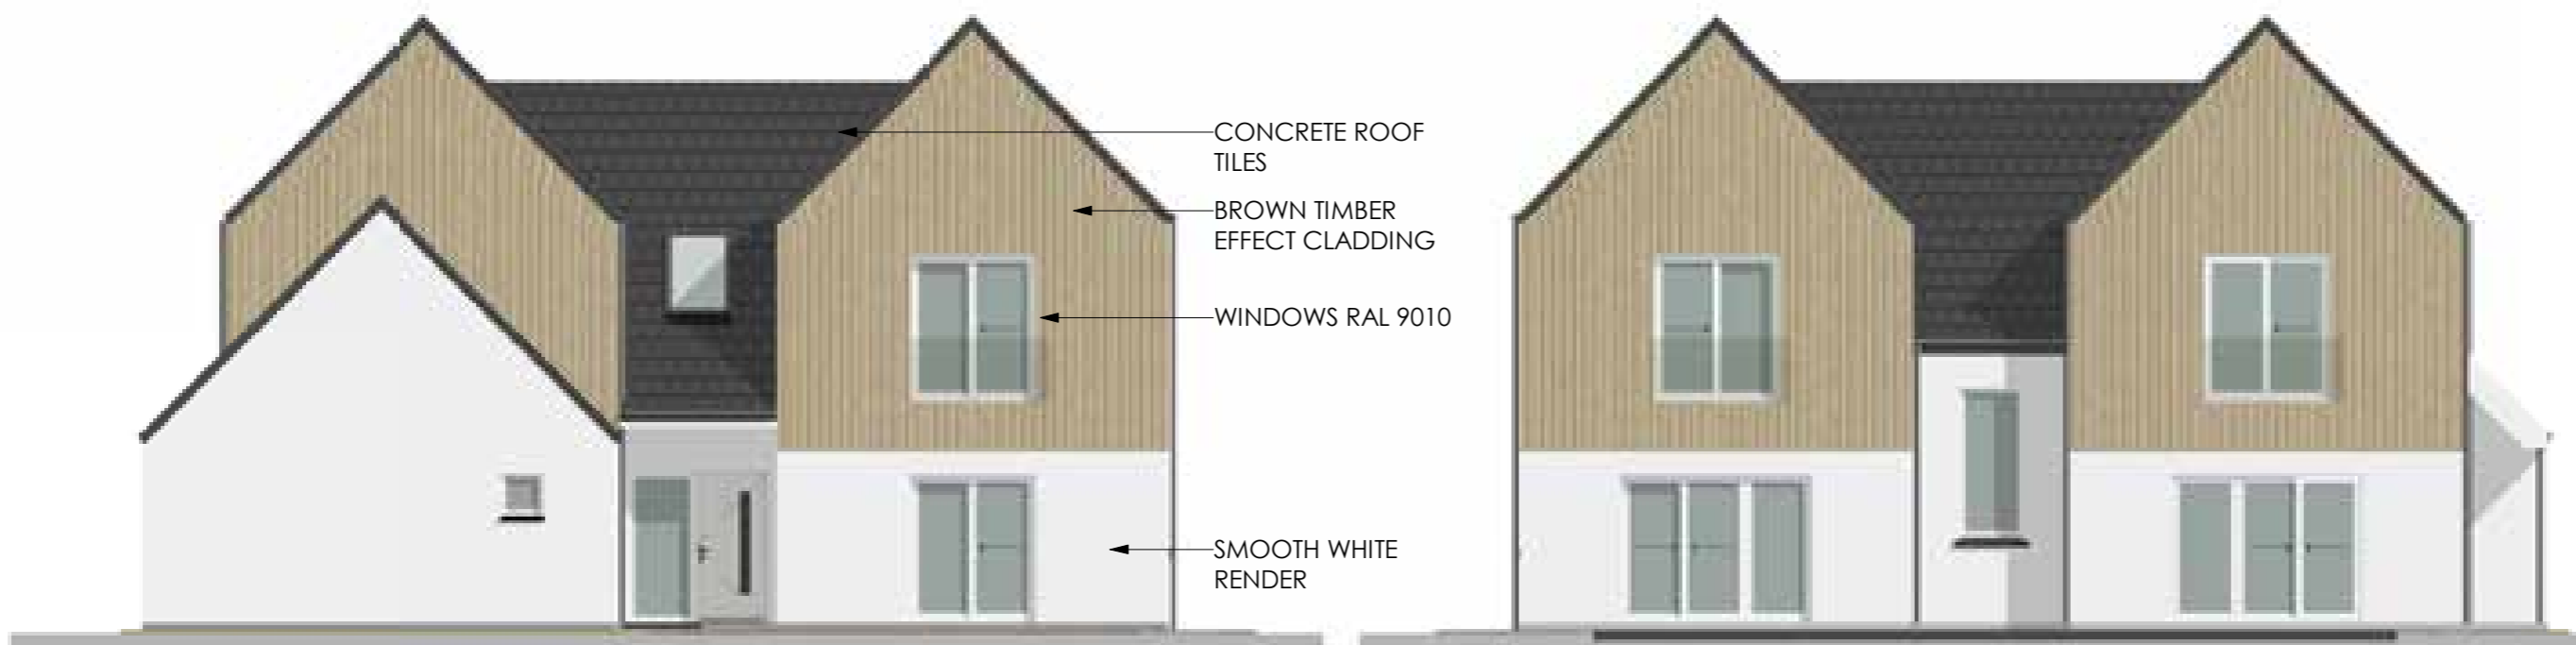 CONCRETE ROOF
TILES
BROWN TIMBER
EFFECT CLADDING
WINDOWS RAL 9010
SMOOTH WHITE
RENDER